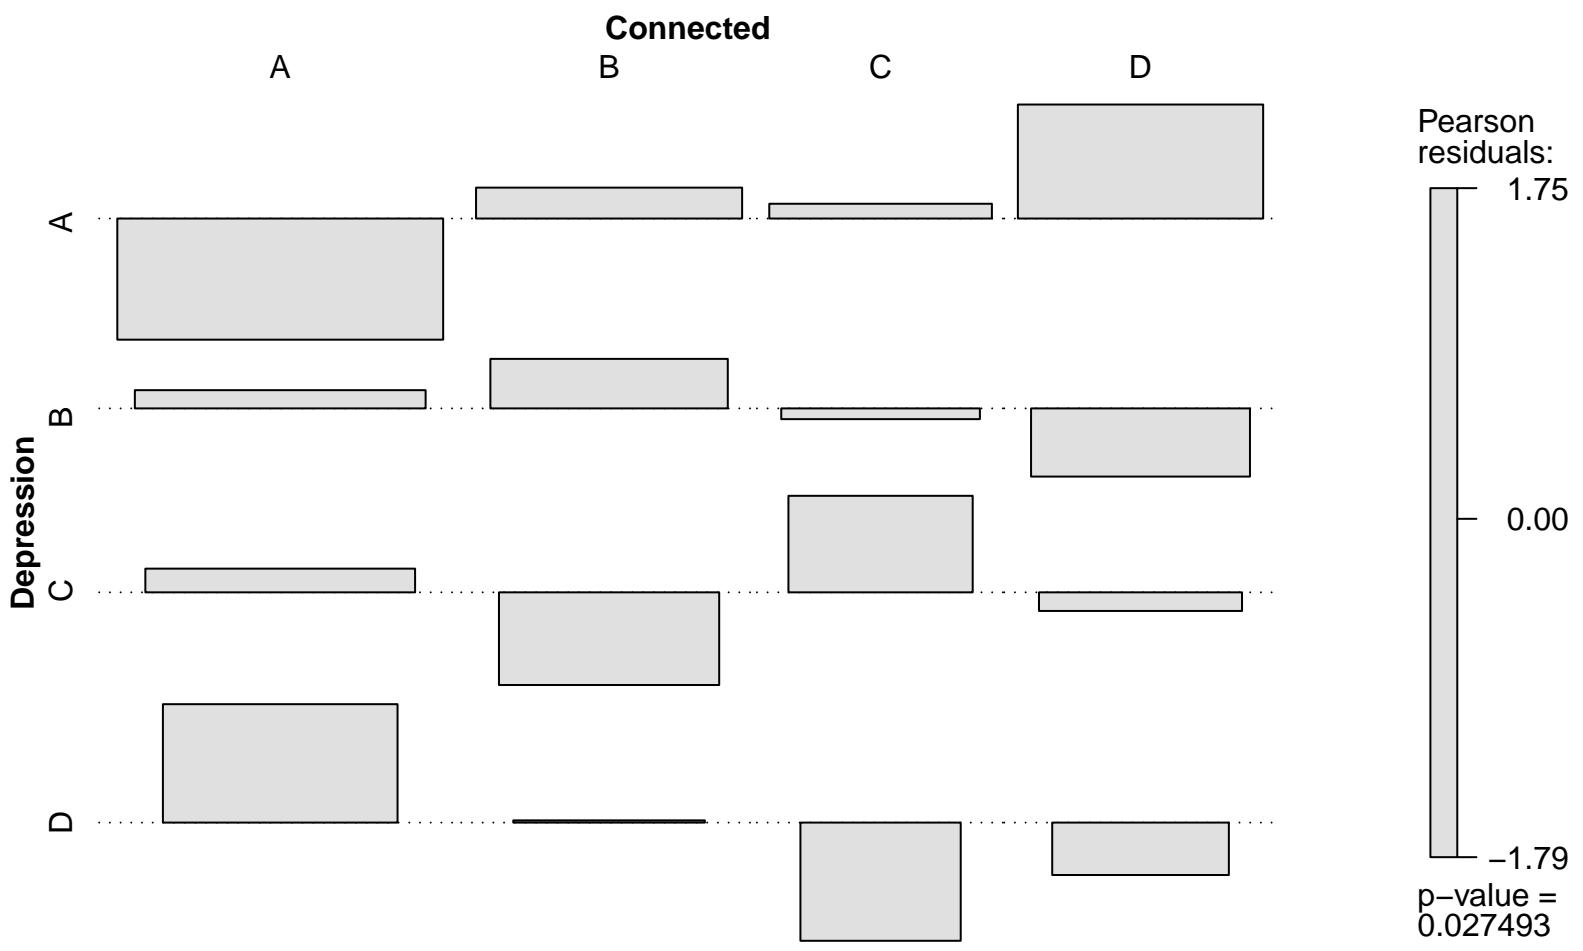 Connected
A B C D
Depression
A
B
C
D
Pearson
residuals:
1.75
0.00
−1.79
p−value =
0.027493